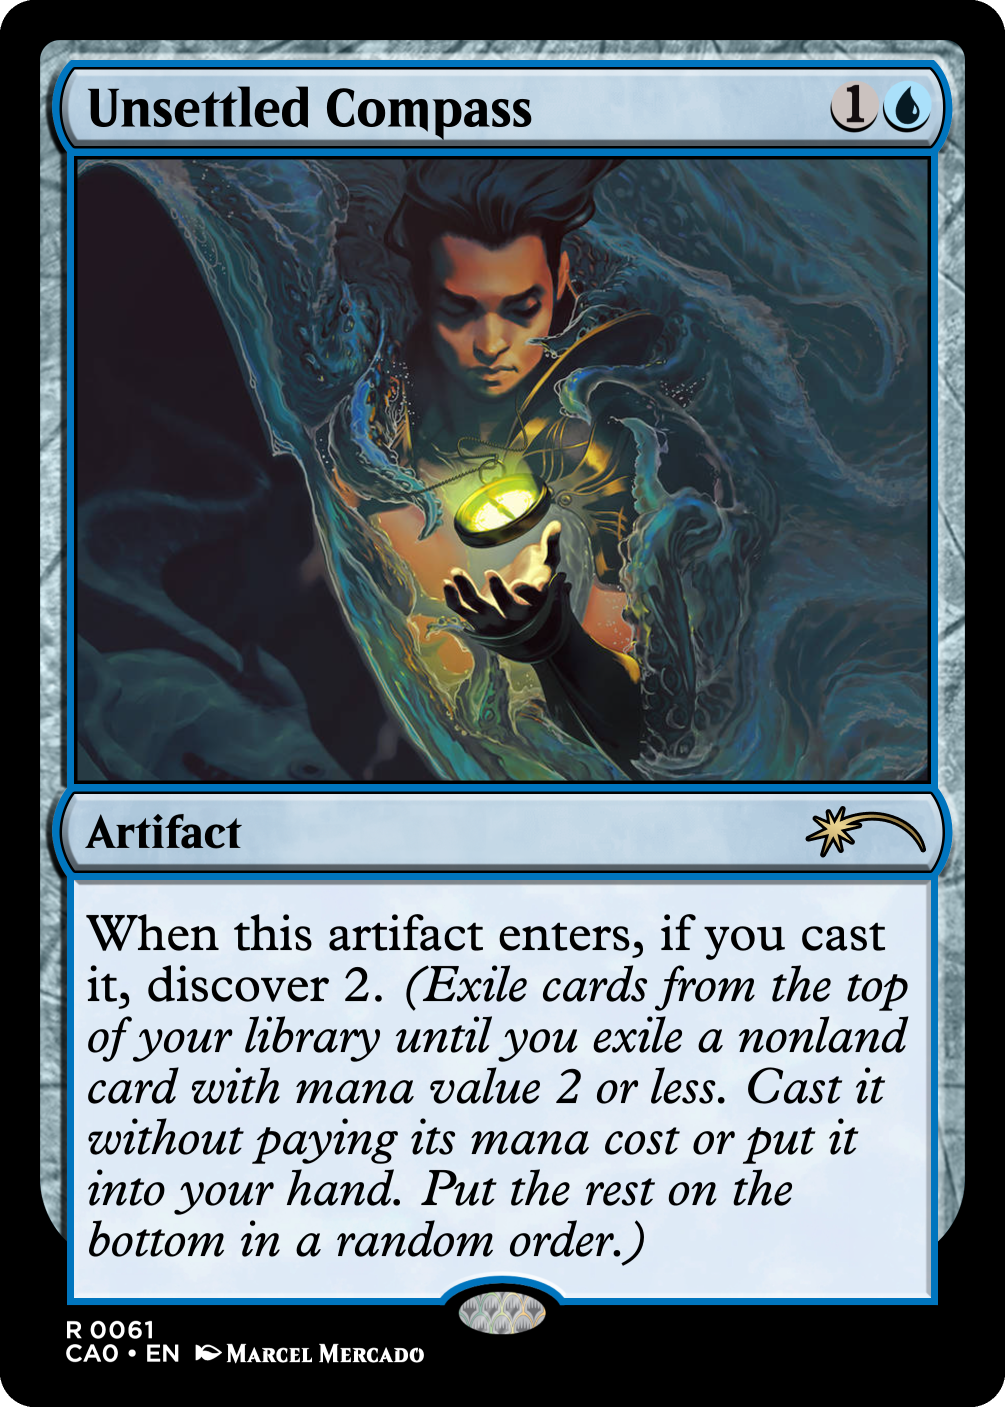 Unsettled Compass 1
Artifact
When this artifact enters, if you cast
it, discover 2. (Exile cards from the top
of your library until you exile a nonland
card with mana value 2 or less. Cast it
without paying its mana cost or put it
into your hand. Put the rest on the
bottom in a random order.)
R 0061
CAO • EN Marcel Mercado